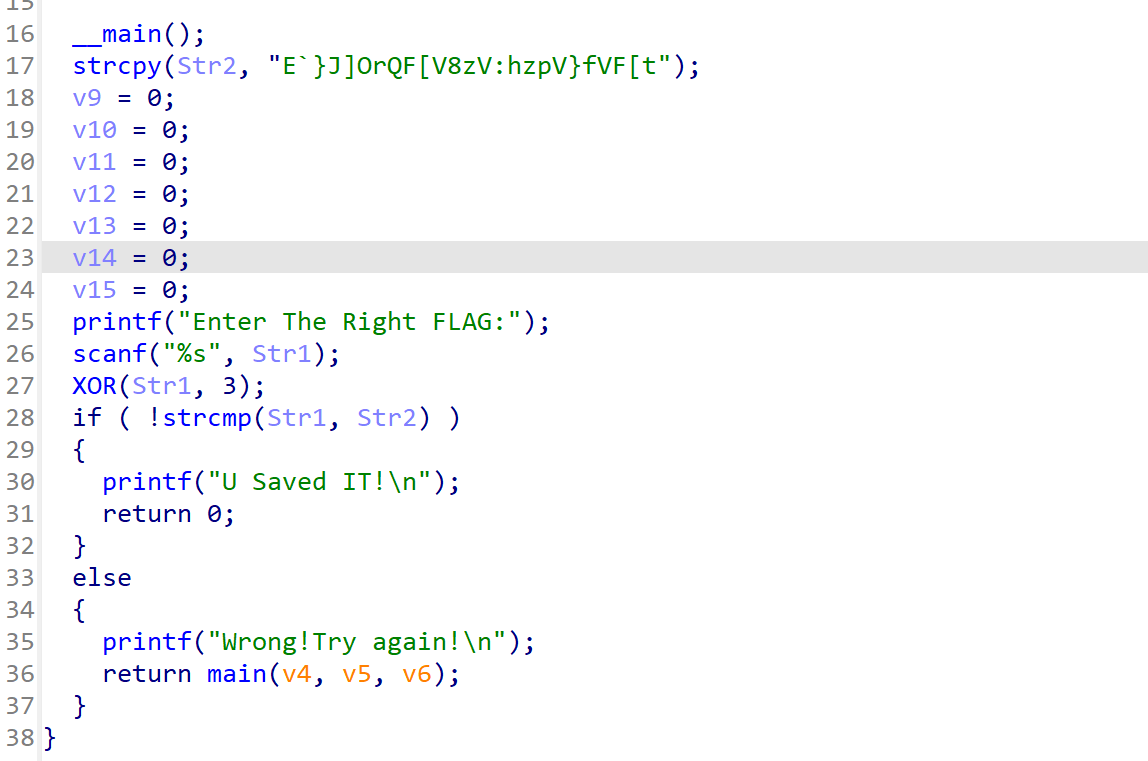 15
16 __main();
17 strcpy(Str2, "E`}J]OrQF[V8zV:hzpV}fVF[t");
18 v9 = 0;
19 v10 = 0;
20 v11 = 0;
21 v12 = 0;
22 v13 = 0;
23 v14 = 0;
24 v15 = 0;
25 printf("Enter The Right FLAG:");
26 scanf("%s", Str1);
27 XOR(Str1, 3);
28 if ( !strcmp(Str1, Str2) )
29 {
30 printf("U Saved IT!\n");
31 return 0;
32 }
33 else
34 {
35 printf("Wrong!Try again!\n");
36 return main(v4, v5, v6);
37 }
38 }